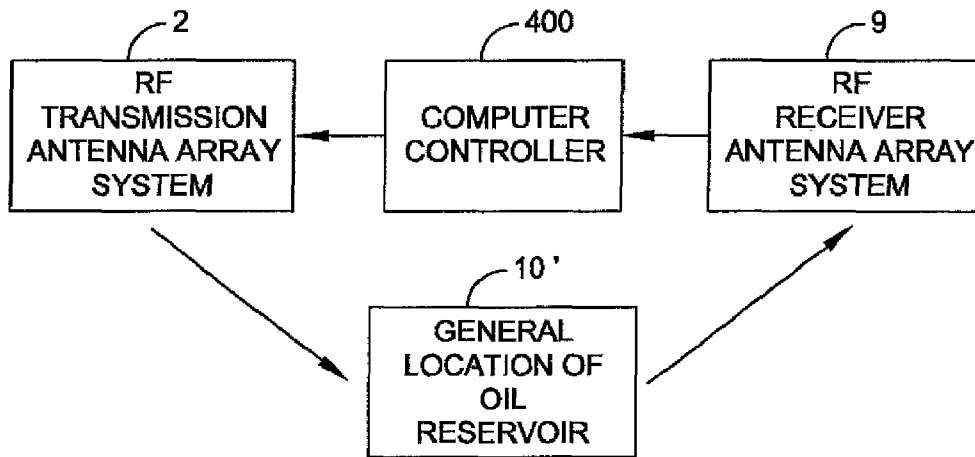 2
400
9
RF
TRANSMISSION
ANTENNA ARRAY
SYSTEM
COMPUTER
CONTROLLER
RF
RECEIVER
ANTENNA ARRAY
SYSTEM
10'
GENERAL
LOCATION OF
OIL
RESERVOIR